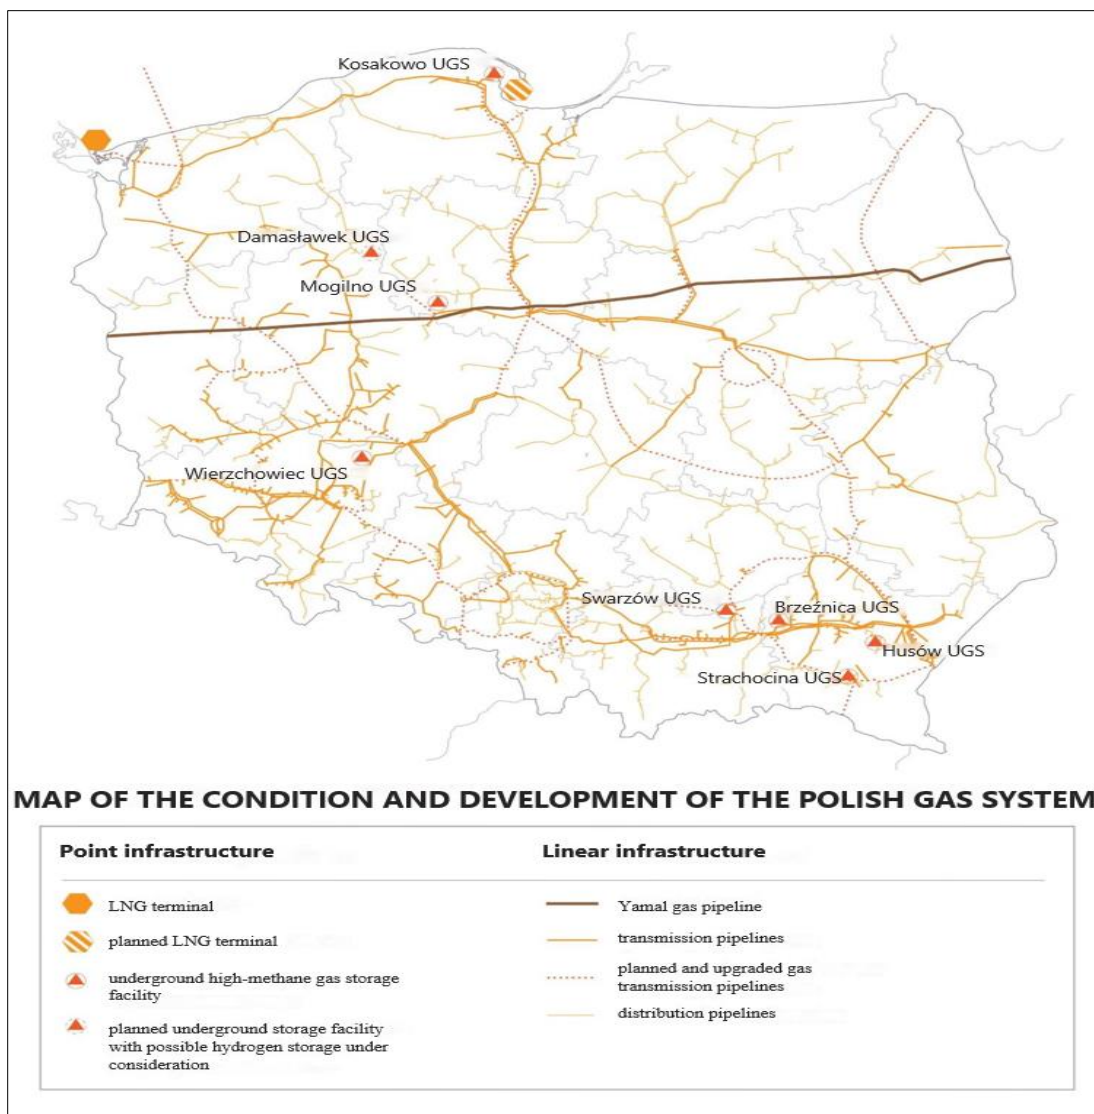 Kosakowo UGS
Damasławek UGS
Mogilno UGS
Wierzchowiec UGS
Swarzów UGS
Brzeźnica UGS
Husów UGS
Strachocina UGS
MAP OF THE CONDITION AND DEVELOPMENT OF THE POLISH GAS SYSTEM
Point infrastructure
LNG terminal
planned LNG terminal
underground high-methane gas storage
facility
planned underground storage facility
with possible hydrogen storage under
consideration
Linear infrastructure
Yamal gas pipeline
transmission pipelines
planned and upgraded gas
transmission pipelines
distribution pipelines